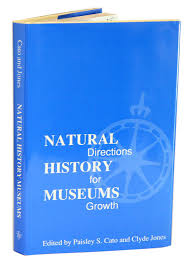 NATURAL
Directions
HISTORY
for
MUSEUMS
Growth
Edited by Paisley S. Cato and Clyde Jones
Cato and Jones
NATURAL HISTORY MUSEUMS